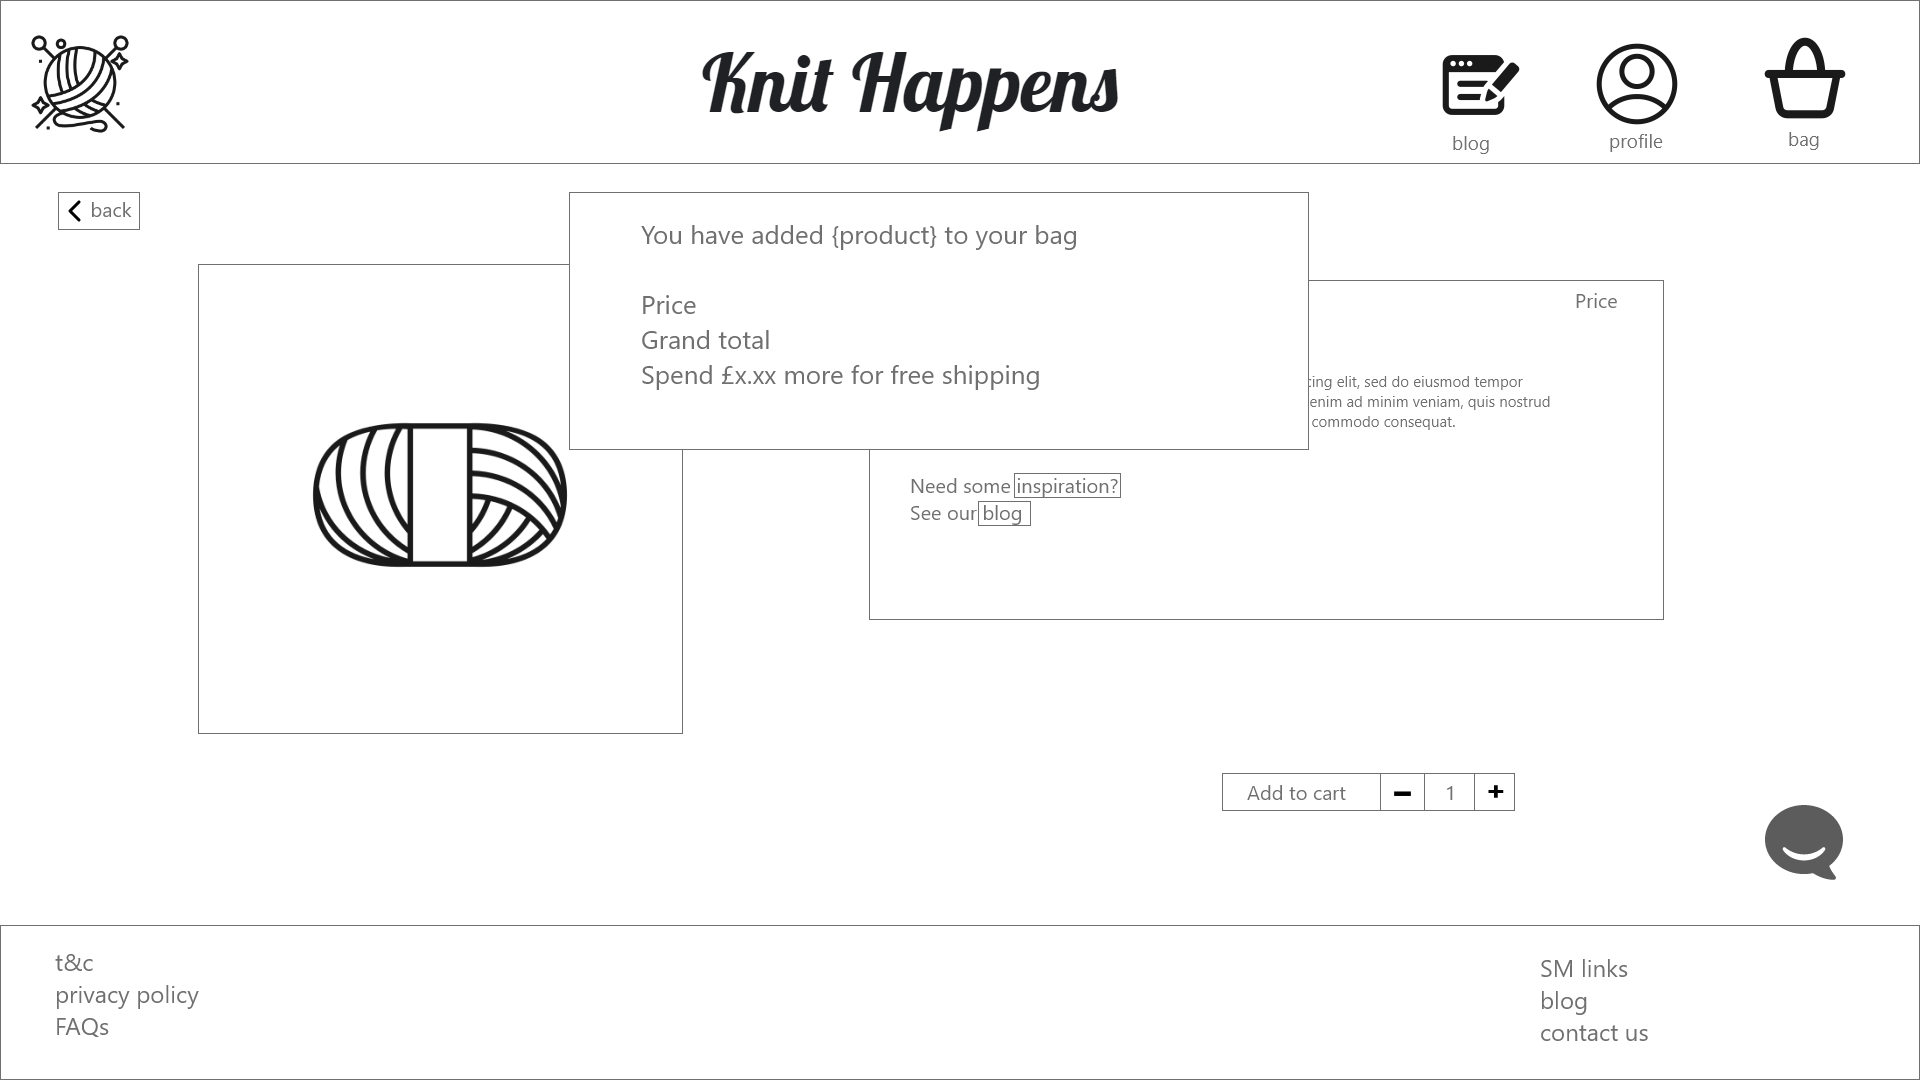 Knit Happens
blog
profile
bag
back
You have added {product} to your bag
Price
Grand total
Spend £x.xx more for free shipping
Price
cing elit, sed do eiusmod tempor
enim ad minim veniam, quis nostrud
commodo consequat.
Need some inspiration?
See our blog
Add to cart
1
t&c
privacy policy
FAQs
SM links
blog
contact us